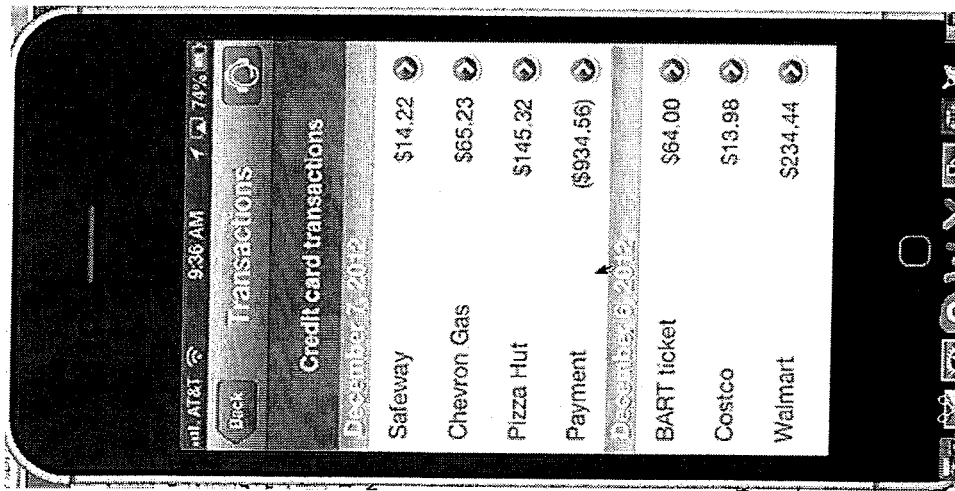 AT&T 9:36 AM 74%
Back Transactions
Credit card transactions
December 7, 2012
Safeway $14.22
Chevron Gas $65.23
Pizza Hut $145.32
Payment ($934.56)
December 6, 2012
BART ticket $64.00
Costco $13.98
Walmart $234.44